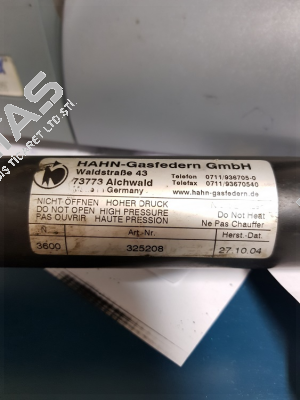 TAS
HAHN-Gasfedern GmbH
Waldstraße 43
73773 Aichwald
Germany
Telefon 0711/936705-0
Telefax 0711/93670540
www.hahn-gasfedern.de
NICHT ÖFFNEN HOHER DRUCK
DO NOT OPEN HIGH PRESSURE Do Not Heat
PAS OUVRIR HAUTE PRESSION Ne Pas Chauffer
Art.-Nr. Herst.-Dat.
3600 325208 27.10.04